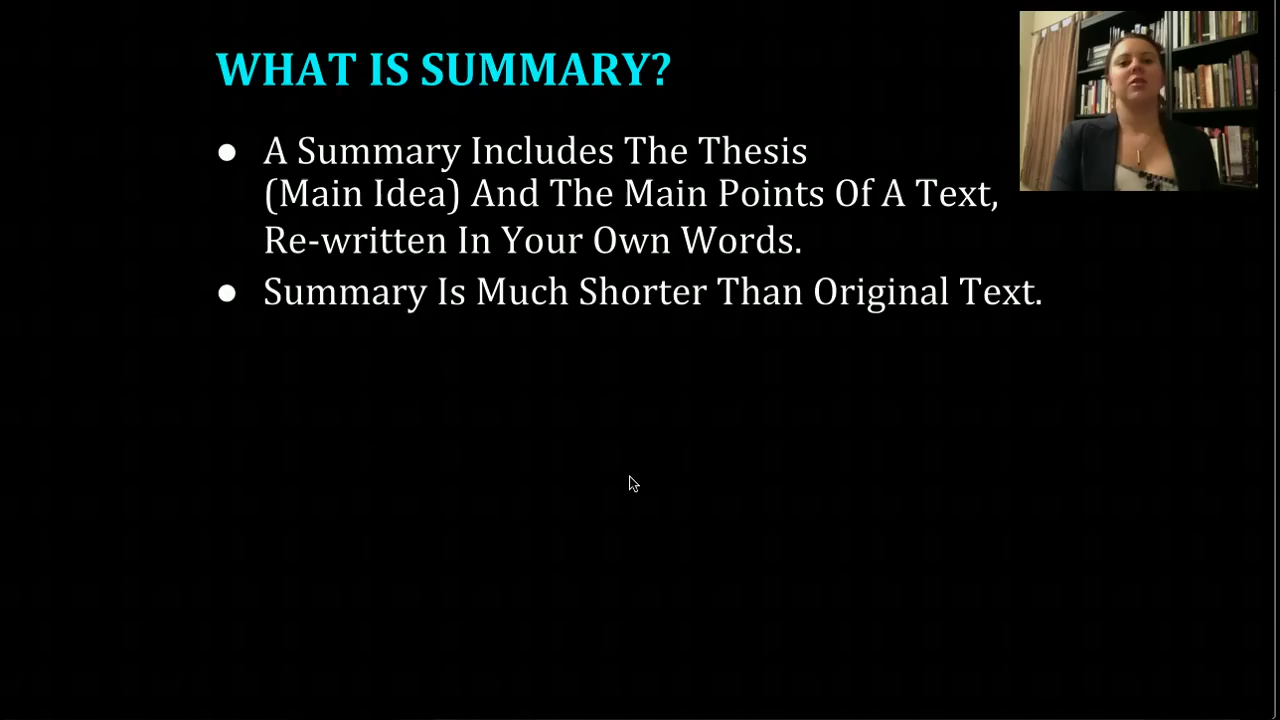 WHAT IS SUMMARY?
● A Summary Includes The Thesis
(Main Idea) And The Main Points Of A Text,
Re-written In Your Own Words.
● Summary Is Much Shorter Than Original Text.